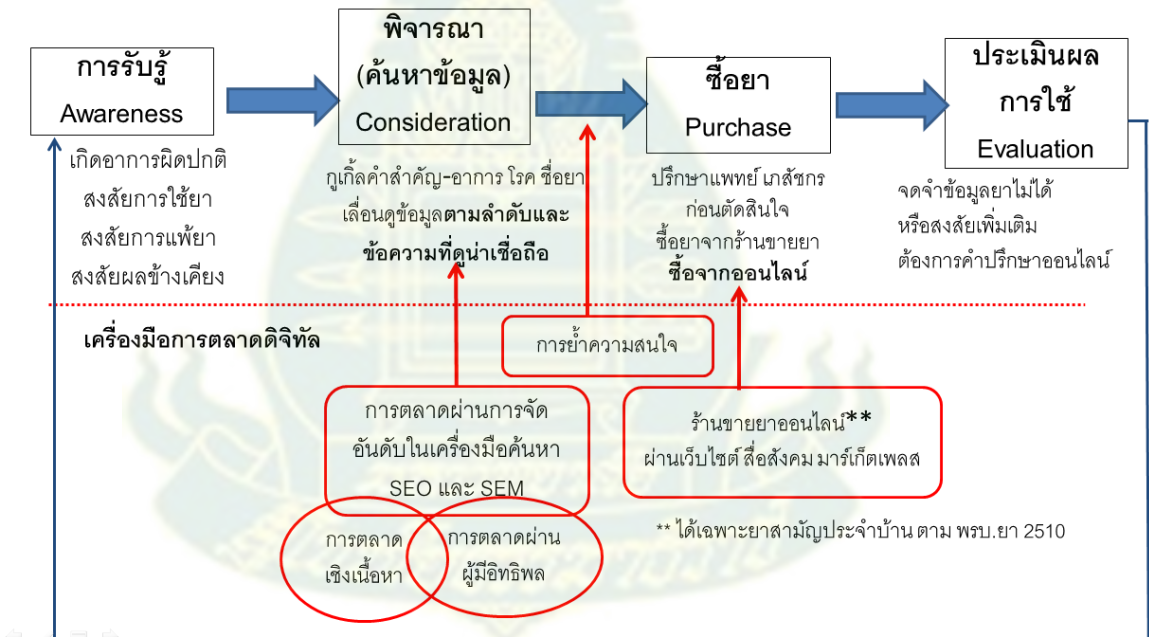 การรับรู้
Awareness
เกิดอาการผิดปกติ
สงสัยการใช้ยา
สงสัยการแพ้ยา
สงสัยผลข้างเคียง
พิจารณา
(ค้นหาข้อมูล)
Consideration
กูเกิ้ลคำสำคัญ-อาการ โรค ชื่อยา
เลื่อนดูข้อมูลตามลำดับและ
ข้อความที่ดูน่าเชื่อถือ
ซื้อยา
Purchase
ปรึกษาแพทย์ เภสัชกร
ก่อนตัดสินใจ
ซื้อยาจากร้านขายยา
ซื้อจากออนไลน์
ประเมินผล
การใช้
Evaluation
จดจำข้อมูลยาไม่ได้
หรือสงสัยเพิ่มเติม
ต้องการคำปรึกษาออนไลน์
เครื่องมือการตลาดดิจิทัล
การย้ำความสนใจ
การตลาดผ่านการจัด
อันดับในเครื่องมือค้นหา
SEO และ SEM
การตลาด
เชิงเนื้อหา
การตลาดผ่าน
ผู้มีอิทธิพล
ร้านขายยาออนไลน์**
ผ่านเว็บไซต์ สื่อสังคม มาร์เก็ตเพลส
** ได้เฉพาะยาสามัญประจำบ้าน ตาม พรบ.ยา 2510